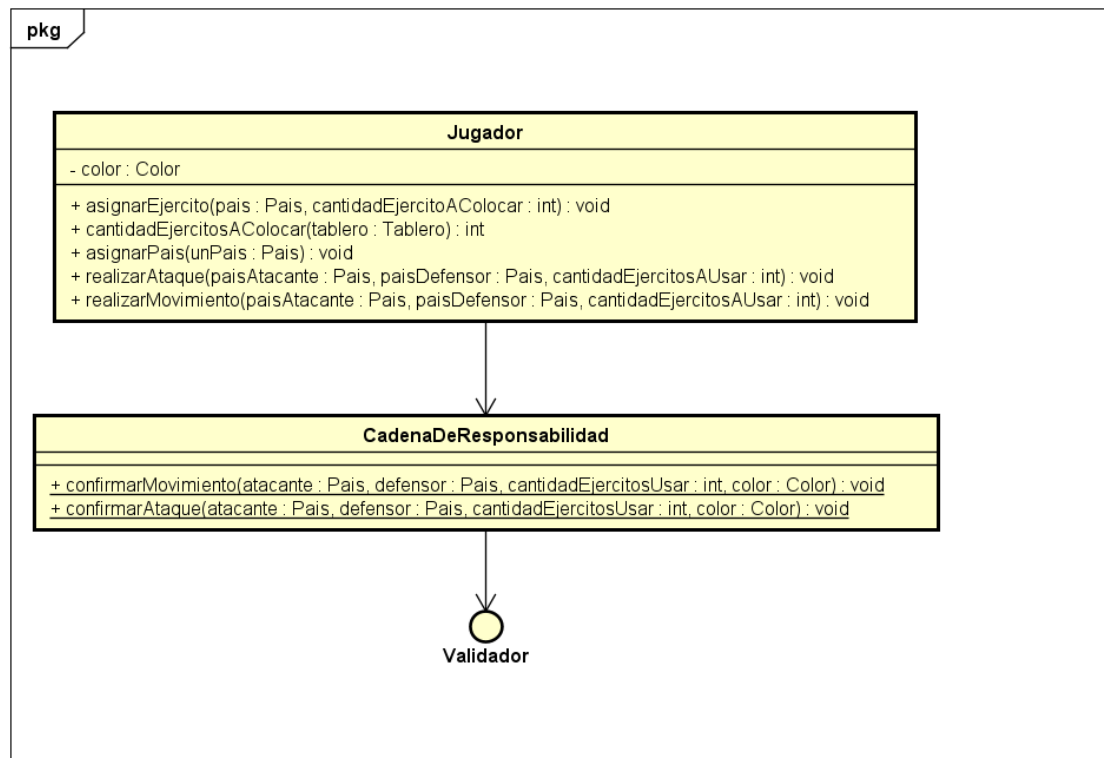 pkg
Jugador
- color : Color
+ asignarEjercito(pais : Pais, cantidadEjercitoAColocar : int) : void
+ cantidadEjercitosAColocar(tablero : Tablero) : int
+ asignarPais(unPais : Pais) : void
+ realizarAtaque(paisAtacante : Pais, paisDefensor : Pais, cantidadEjercitosAUsar : int) : void
+ realizarMovimiento(paisAtacante : Pais, paisDefensor : Pais, cantidadEjercitosAUsar : int) : void
CadenaDeResponsabilidad
+ confirmarMovimiento(atacante : Pais, defensor : Pais, cantidadEjercitosUsar : int, color : Color) : void
+ confirmarAtaque(atacante : Pais, defensor : Pais, cantidadEjercitosUsar : int, color : Color) : void
Validador